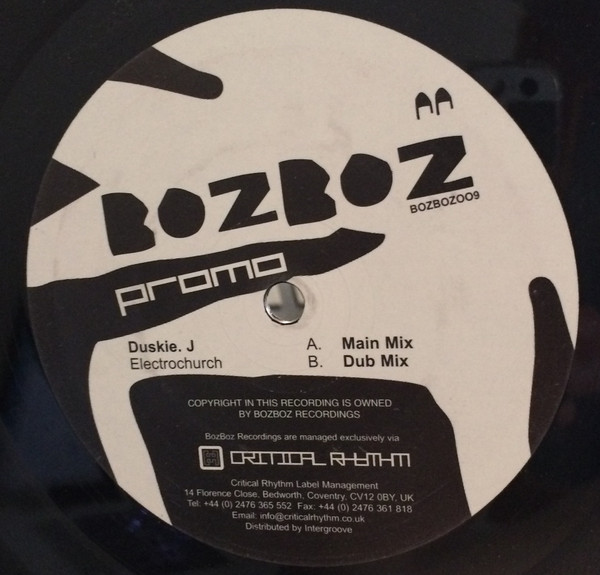 AA
BOZBOZ
BOZBOZ009
promo
Duskie. J
Electrochurch
A. Main Mix
B. Dub Mix
COPYRIGHT IN THIS RECORDING IS OWNED
BY BOZBOZ RECORDINGS
BozBoz Recordings are managed exclusively via
CRITICAL RHYTHM
Critical Rhythm Label Management
14 Florence Close, Bedworth, Coventry, CV12 0BY, UK
Tel: +44 (0) 2476 365 552 Fax: +44 (0) 2476 361 818
Email: info@criticalrhythm.co.uk
Distributed by Intergroove